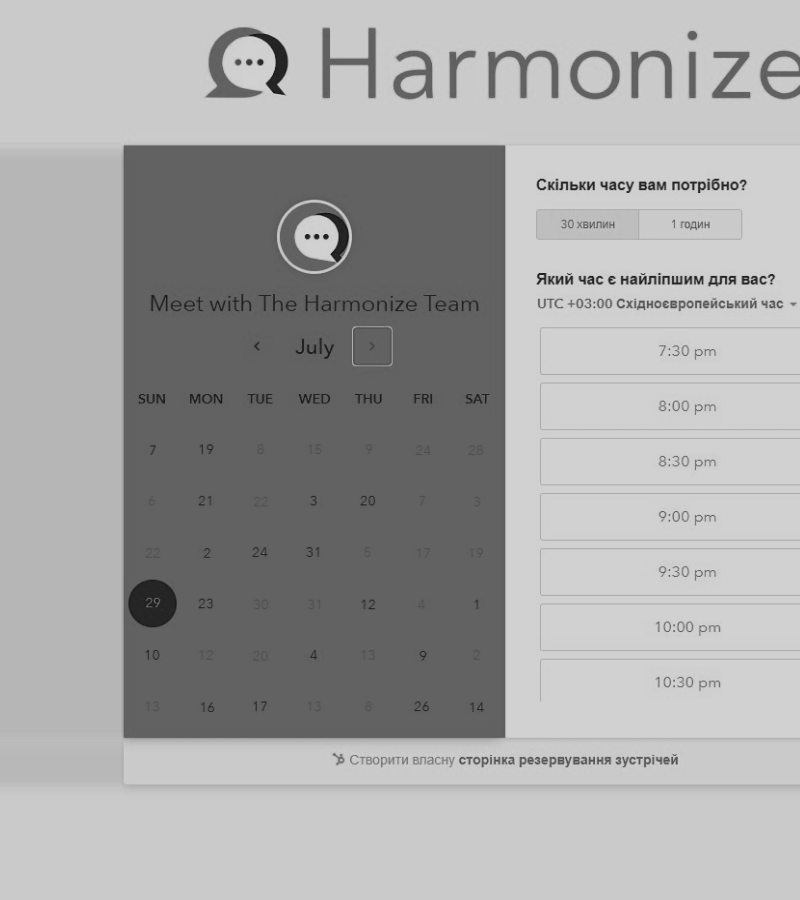 Harmonize
Meet with The Harmonize Team
July
SUN MON TUE WED THU FRI SAT
7 19 8 15 9 24 28
6 21 22 3 20 7 3
22 2 24 31 5 17 19
29 23 30 31 12 4 1
10 12 20 4 13 9 2
13 16 17 13 8 26 14
Скільки часу вам потрібно?
30 хвилин 1 годин
Який час є найліпшим для вас?
UTC +03:00 Східноєвропейський час
7:30 pm
8:00 pm
8:30 pm
9:00 pm
9:30 pm
10:00 pm
10:30 pm
Створити власну сторінка резервування зустрічей